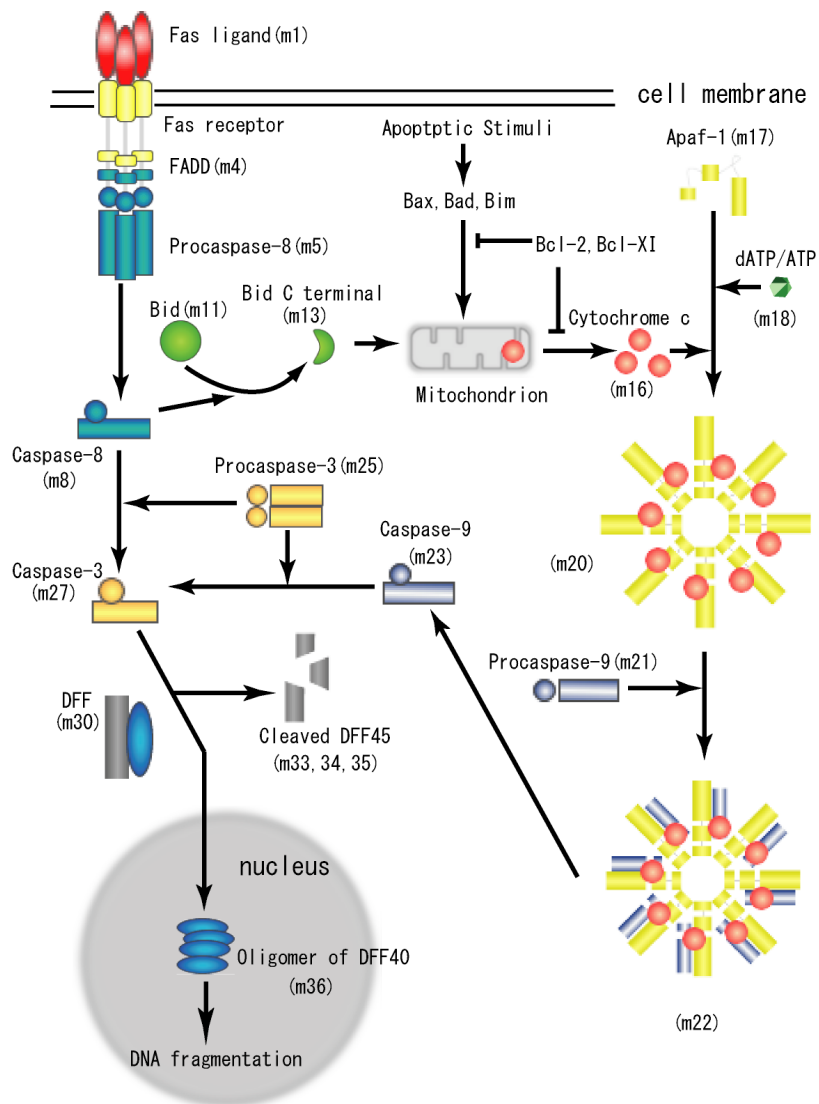 Fas ligand(m1)
cell membrane
Fas receptor
Apoptptic Stimuli
Apaf-1(m17)
FADD(m4)
Bax, Bad, Bim
Procaspase-8(m5)
Bcl-2, Bcl-XI
dATP/ATP
(m18)
Bid(m11)
Bid C terminal
(m13)
Cytochrome c
(m16)
Mitochondrion
Caspase-8
(m8)
Procaspase-3(m25)
Caspase-9
(m23)
(m20)
Caspase-3
(m27)
Procaspase-9(m21)
DFF
(m30)
Cleaved DFF45
(m33, 34, 35)
nucleus
Oligomer of DFF40
(m36)
(m22)
DNA fragmentation